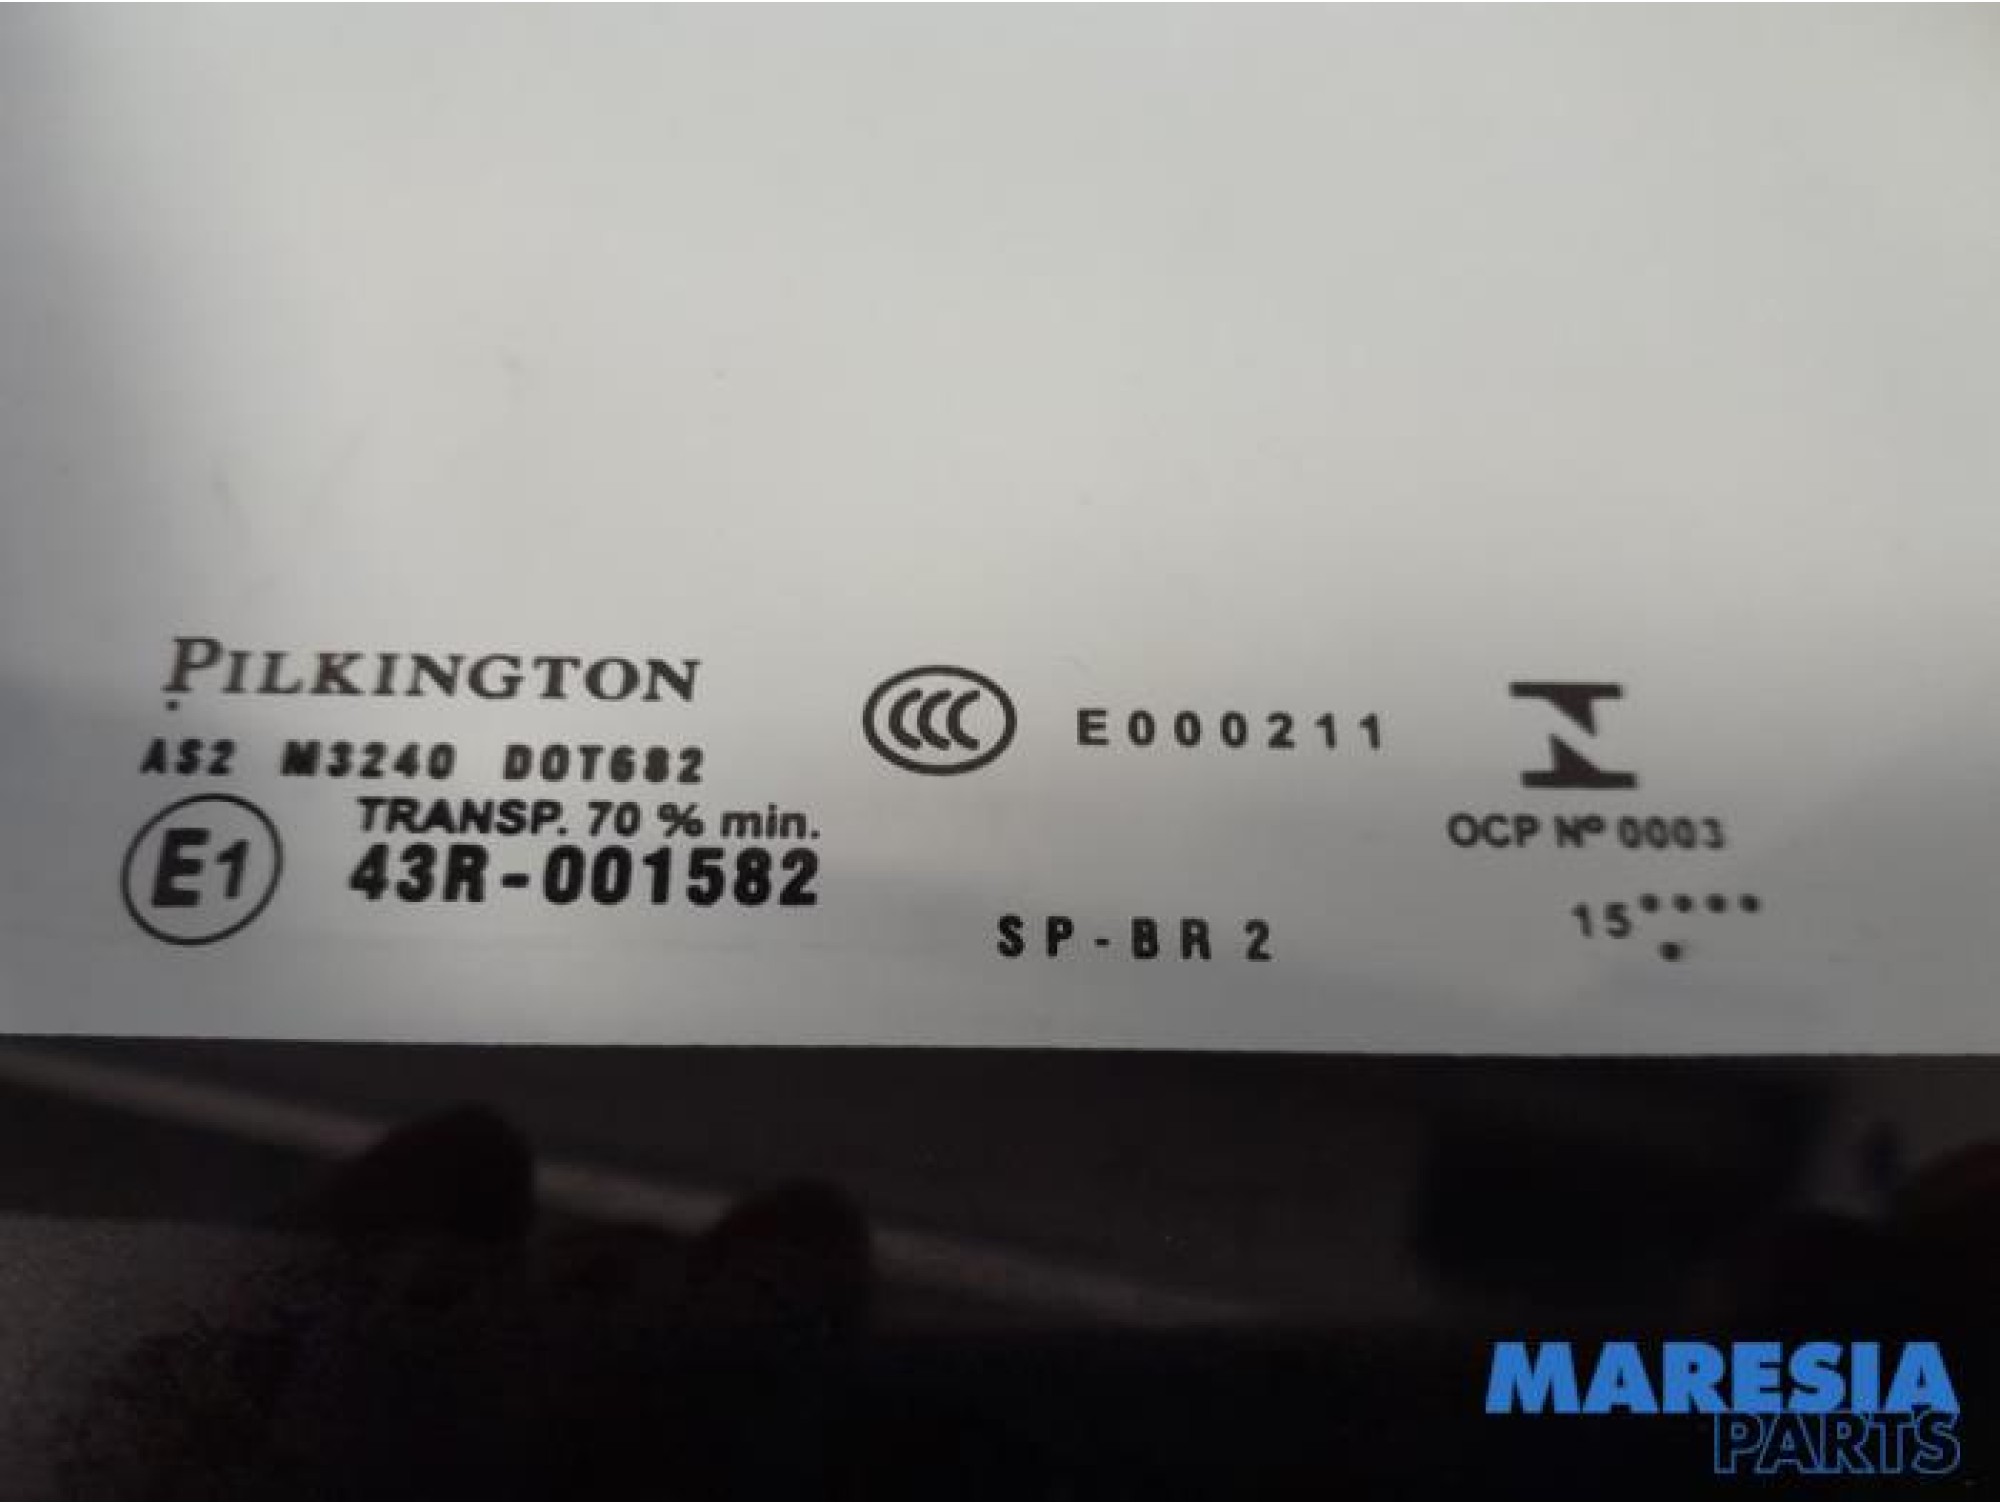 PILKINGTON
AS2 M3240 DOT682
TRANSP. 70 % min.
E1 43R-001582
CCC E000211
SP-BR 2
OCP Nº 0003
15
MARESIA
PARTS